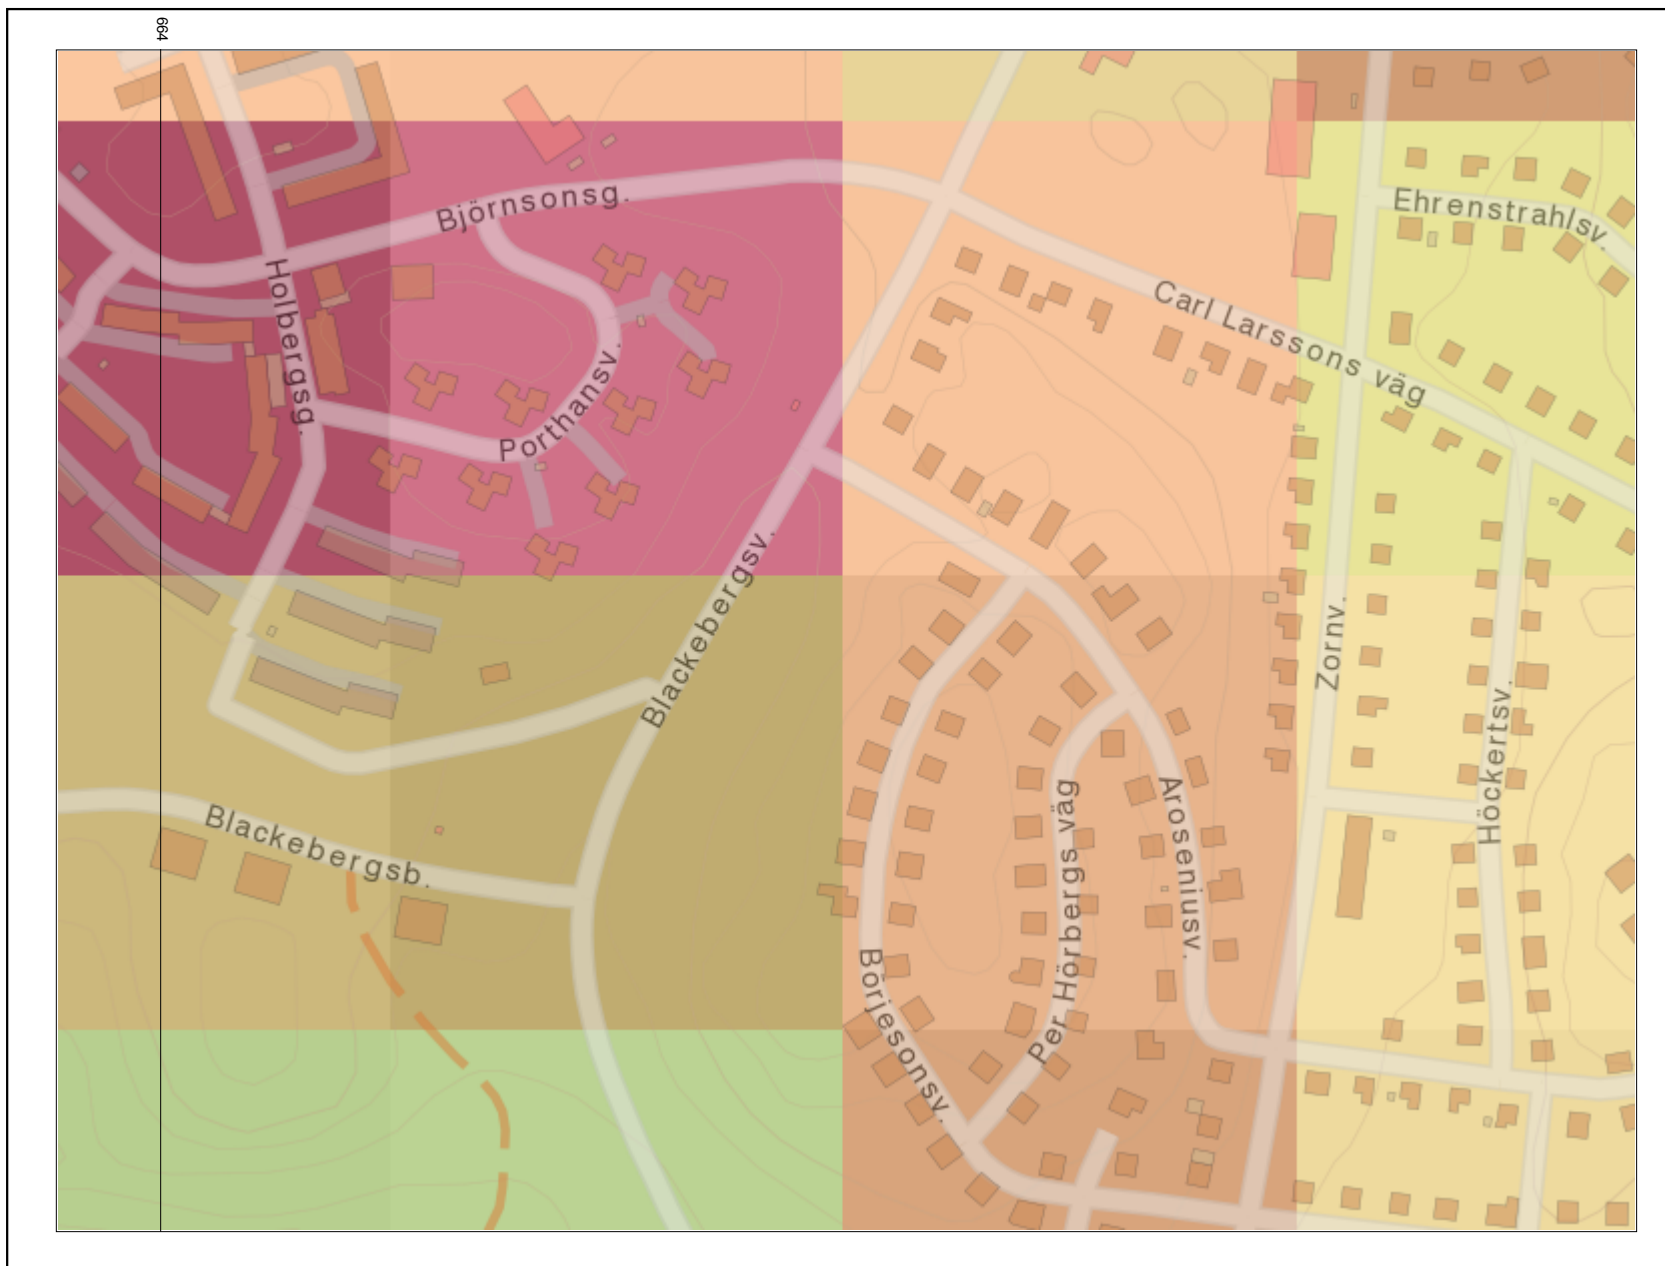 664
Björnsonsg.
Ehrenstrahlsv.
Holbergsg.
Carl Larssons väg
Porthansv.
Blackebergsv.
Zornv.
Höckertsv.
Blackebergsb.
Per Hörbergs väg
Aroseniusv.
Börjesonsv.